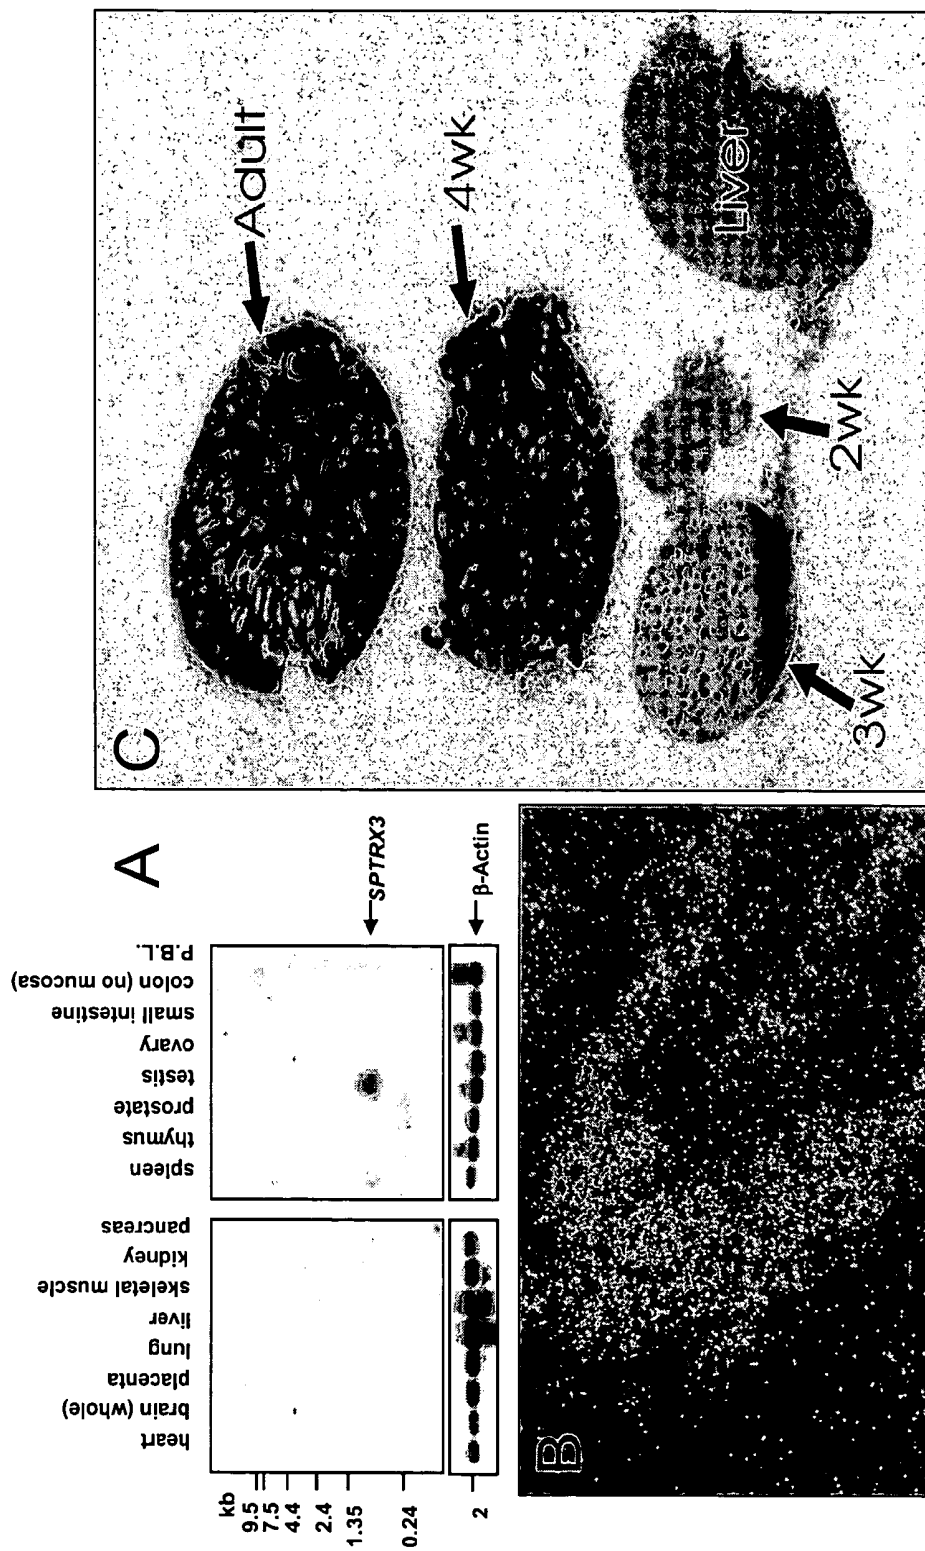 A
heart
brain (whole)
placenta
lung
liver
skeletal muscle
kidney
pancreas
spleen
thymus
prostate
testis
ovary
small intestine
colon (no mucosa)
P.B.L.
kb
9.5
7.5
4.4
2.4
1.35
0.24
2
SPTRX3
β-Actin
B
C
Adult
4wk
3wk
2wk
Liver